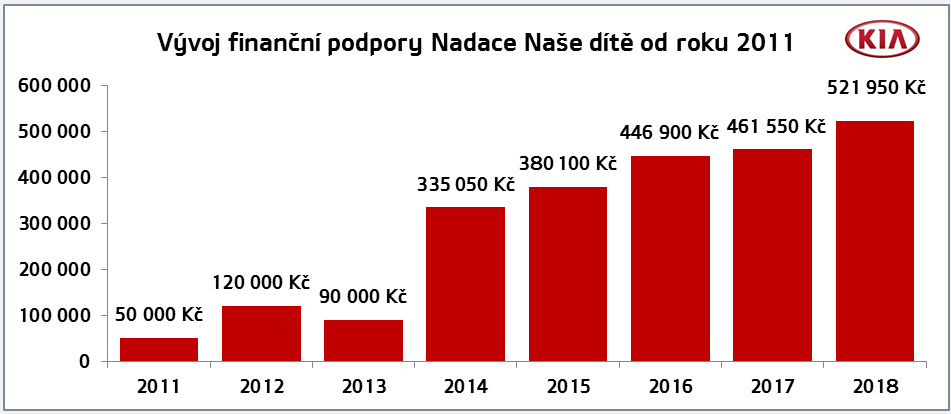 Vývoj finanční podpory Nadace Naše dítě od roku 2011
KIA
600 000
500 000
400 000
300 000
200 000
100 000
0
50 000 Kč
120 000 Kč
90 000 Kč
335 050 Kč
380 100 Kč
446 900 Kč
461 550 Kč
521 950 Kč
2011 2012 2013 2014 2015 2016 2017 2018